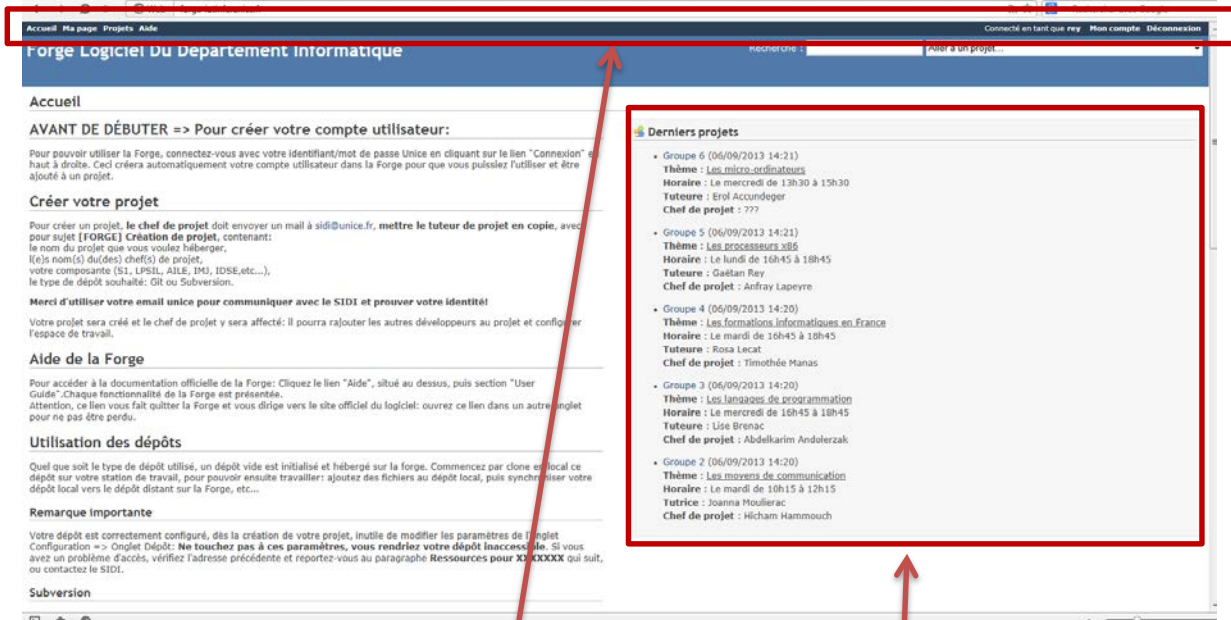 Accueil Ma page Projets Aide
Connecté en tant que rey Mon compte Déconnexion
Forge Logiciel Du Département Informatique
Recherche :
Aller à un projet...
Accueil
AVANT DE DÉBUTER => Pour créer votre compte utilisateur:
Pour pouvoir utiliser la Forge, connectez-vous avec votre identifiant/mot de passe Unice en cliquant sur le lien "Connexion" en
haut à droite. Ceci créera automatiquement votre compte utilisateur dans la Forge pour que vous puissiez l'utiliser et être
ajouté à un projet.
Créer votre projet
Pour créer un projet, le chef de projet doit envoyer un mail à sidi@unice.fr, mettre le tuteur de projet en copie, avec
pour sujet [FORGE] Création de projet, contenant:
le nom du projet que vous voulez héberger,
l(e)s nom(s) du(des) chef(s) de projet,
votre composante (S1, LPSIL, AILE, IMJ, IDSE,etc...),
le type de dépôt souhaité: Git ou Subversion.
Merci d'utiliser votre email unice pour communiquer avec le SIDI et prouver votre identité!
Votre projet sera créé et le chef de projet y sera affecté: il pourra rajouter les autres développeurs au projet et configurer
l'espace de travail.
Aide de la Forge
Pour accéder à la documentation officielle de la Forge: Cliquez le lien "Aide", situé au dessus, puis section "User
Guide".Chaque fonctionnalité de la Forge est présentée.
Attention, ce lien vous fait quitter la Forge et vous dirige vers le site officiel du logiciel: ouvrez ce lien dans un autre onglet
pour ne pas être perdu.
Utilisation des dépôts
Quel que soit le type de dépôt utilisé, un dépôt vide est initialisé et hébergé sur la forge. Commencez par clone en local ce
dépôt sur votre station de travail, pour pouvoir ensuite travailler: ajoutez des fichiers au dépôt local, puis synchroniser votre
dépôt local vers le dépôt distant sur la Forge, etc...
Remarque importante
Votre dépôt est correctement configuré, dès la création de votre projet, inutile de modifier les paramètres de l'onglet
Configuration => Onglet Dépôt: Ne touchez pas à ces paramètres, vous rendriez votre dépôt inaccessible. Si vous
avez un problème d'accès, vérifiez l'adresse précédente et reportez-vous au paragraphe Ressources pour XXXXXXX qui suit,
ou contactez le SIDI.
Subversion
Derniers projets
• Groupe 6 (06/09/2013 14:21)
Thème : Les micro-ordinateurs
Horaire : Le mercredi de 13h30 à 15h30
Tuteure : Erol Accundeger
Chef de projet : ???
• Groupe 5 (06/09/2013 14:21)
Thème : Les processeurs x86
Horaire : Le lundi de 16h45 à 18h45
Tuteure : Gaëtan Rey
Chef de projet : Anfray Lapeyre
• Groupe 4 (06/09/2013 14:20)
Thème : Les formations informatiques en France
Horaire : Le mardi de 16h45 à 18h45
Tuteure : Rosa Lecat
Chef de projet : Timothée Manas
• Groupe 3 (06/09/2013 14:20)
Thème : Les langages de programmation
Horaire : Le mercredi de 16h45 à 18H45
Tuteure : Lise Brenac
Chef de projet : Abdelkarim Andolerzak
• Groupe 2 (06/09/2013 14:20)
Thème : Les moyens de communication
Horaire : Le mardi de 10h15 à 12h15
Tutrice : Joanna Moulierac
Chef de projet : Hicham Hammouch